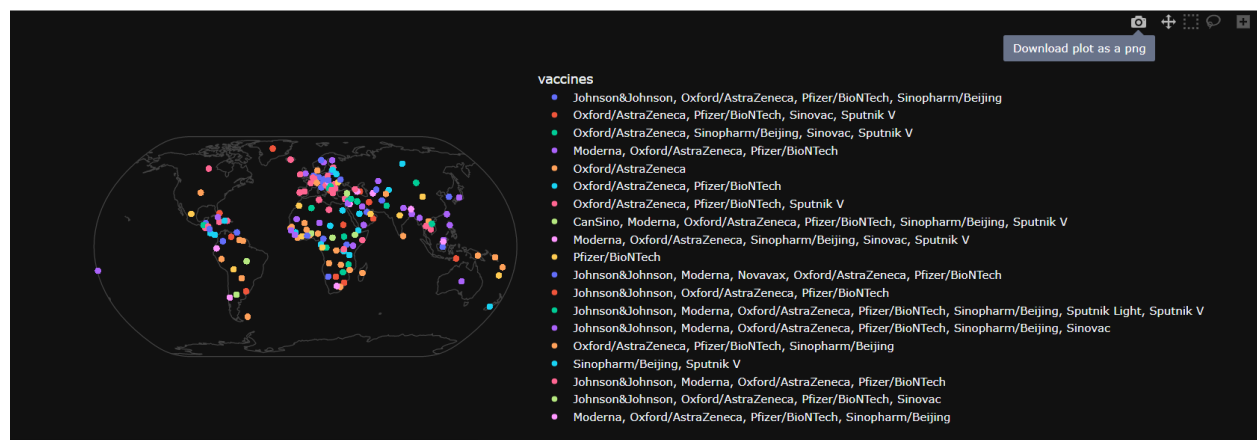 Download plot as a png
vaccines
Johnson&Johnson, Oxford/AstraZeneca, Pfizer/BioNTech, Sinopharm/Beijing
Oxford/AstraZeneca, Pfizer/BioNTech, Sinovac, Sputnik V
Oxford/AstraZeneca, Sinopharm/Beijing, Sinovac, Sputnik V
Moderna, Oxford/AstraZeneca, Pfizer/BioNTech
Oxford/AstraZeneca
Oxford/AstraZeneca, Pfizer/BioNTech
Oxford/AstraZeneca, Pfizer/BioNTech, Sputnik V
CanSino, Moderna, Oxford/AstraZeneca, Pfizer/BioNTech, Sinopharm/Beijing, Sputnik V
Moderna, Oxford/AstraZeneca, Sinopharm/Beijing, Sinovac, Sputnik V
Pfizer/BioNTech
Johnson&Johnson, Moderna, Novavax, Oxford/AstraZeneca, Pfizer/BioNTech
Johnson&Johnson, Oxford/AstraZeneca, Pfizer/BioNTech
Johnson&Johnson, Moderna, Oxford/AstraZeneca, Pfizer/BioNTech, Sinopharm/Beijing, Sputnik Light, Sputnik V
Johnson&Johnson, Moderna, Oxford/AstraZeneca, Pfizer/BioNTech, Sinopharm/Beijing, Sinovac
Oxford/AstraZeneca, Pfizer/BioNTech, Sinopharm/Beijing
Sinopharm/Beijing, Sputnik V
Johnson&Johnson, Moderna, Oxford/AstraZeneca, Pfizer/BioNTech
Johnson&Johnson, Oxford/AstraZeneca, Pfizer/BioNTech, Sinovac
Moderna, Oxford/AstraZeneca, Pfizer/BioNTech, Sinopharm/Beijing